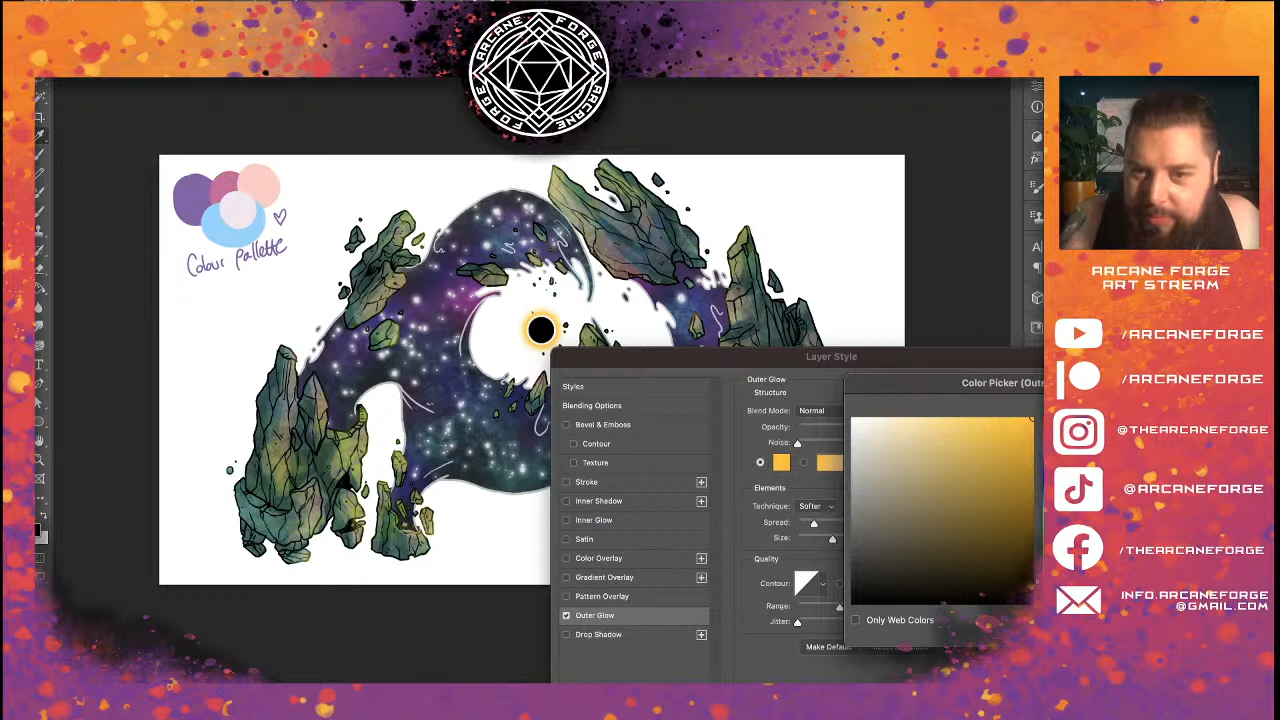 ARCANE FORGE
ARCANE FORGE
Colour pallette
Layer Style
Styles
Blending Options
Bevel & Emboss
Contour
Texture
Stroke
Inner Shadow
Inner Glow
Satin
Color Overlay
Gradient Overlay
Pattern Overlay
Outer Glow
Drop Shadow
Outer Glow
Structure
Blend Mode: Normal
Opacity:
Noise:
Elements
Technique: Softer
Spread:
Size:
Quality
Contour:
Range:
Jitter:
Make Default
Color Picker (Oute
Only Web Colors
ARCANE FORGE
ART STREAM
/ARCANEFORGE
/ARCANEFORGE
@THEARCANEFORGE
@ARCANEFORGE
/THEARCANEFORGE
INFO.ARCANEFORGE
@GMAIL.COM